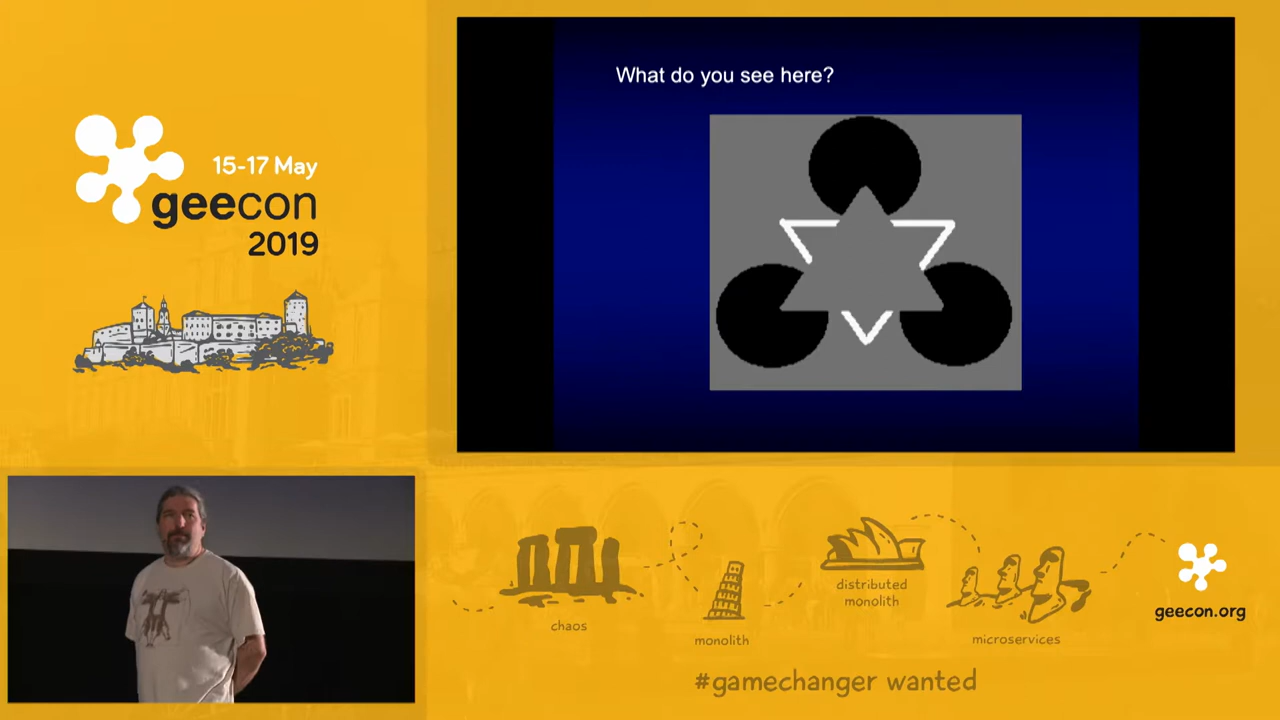 15-17 May
geecon
2019
What do you see here?
chaos
monolith
distributed
monolith
microservices
geecon.org
#gamechanger wanted